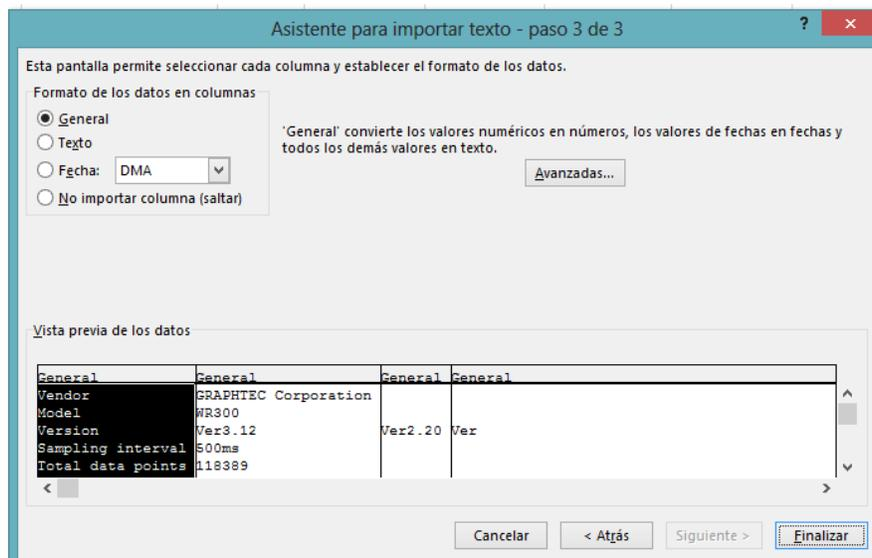 Asistente para importar texto - paso 3 de 3
?
×
Esta pantalla permite seleccionar cada columna y establecer el formato de los datos.
Formato de los datos en columnas
General
Texto
Fecha: DMA
No importar columna (saltar)
'General' convierte los valores numéricos en números, los valores de fechas en fechas y
todos los demás valores en texto.
Avanzadas...
Vista previa de los datos
General General General General
Vendor GRAPHTEC Corporation
Model WR300
Version Ver3.12 Ver2.20 Ver
Sampling interval 500ms
Total data points 118389
Cancelar < Atrás Siguiente > Finalizar